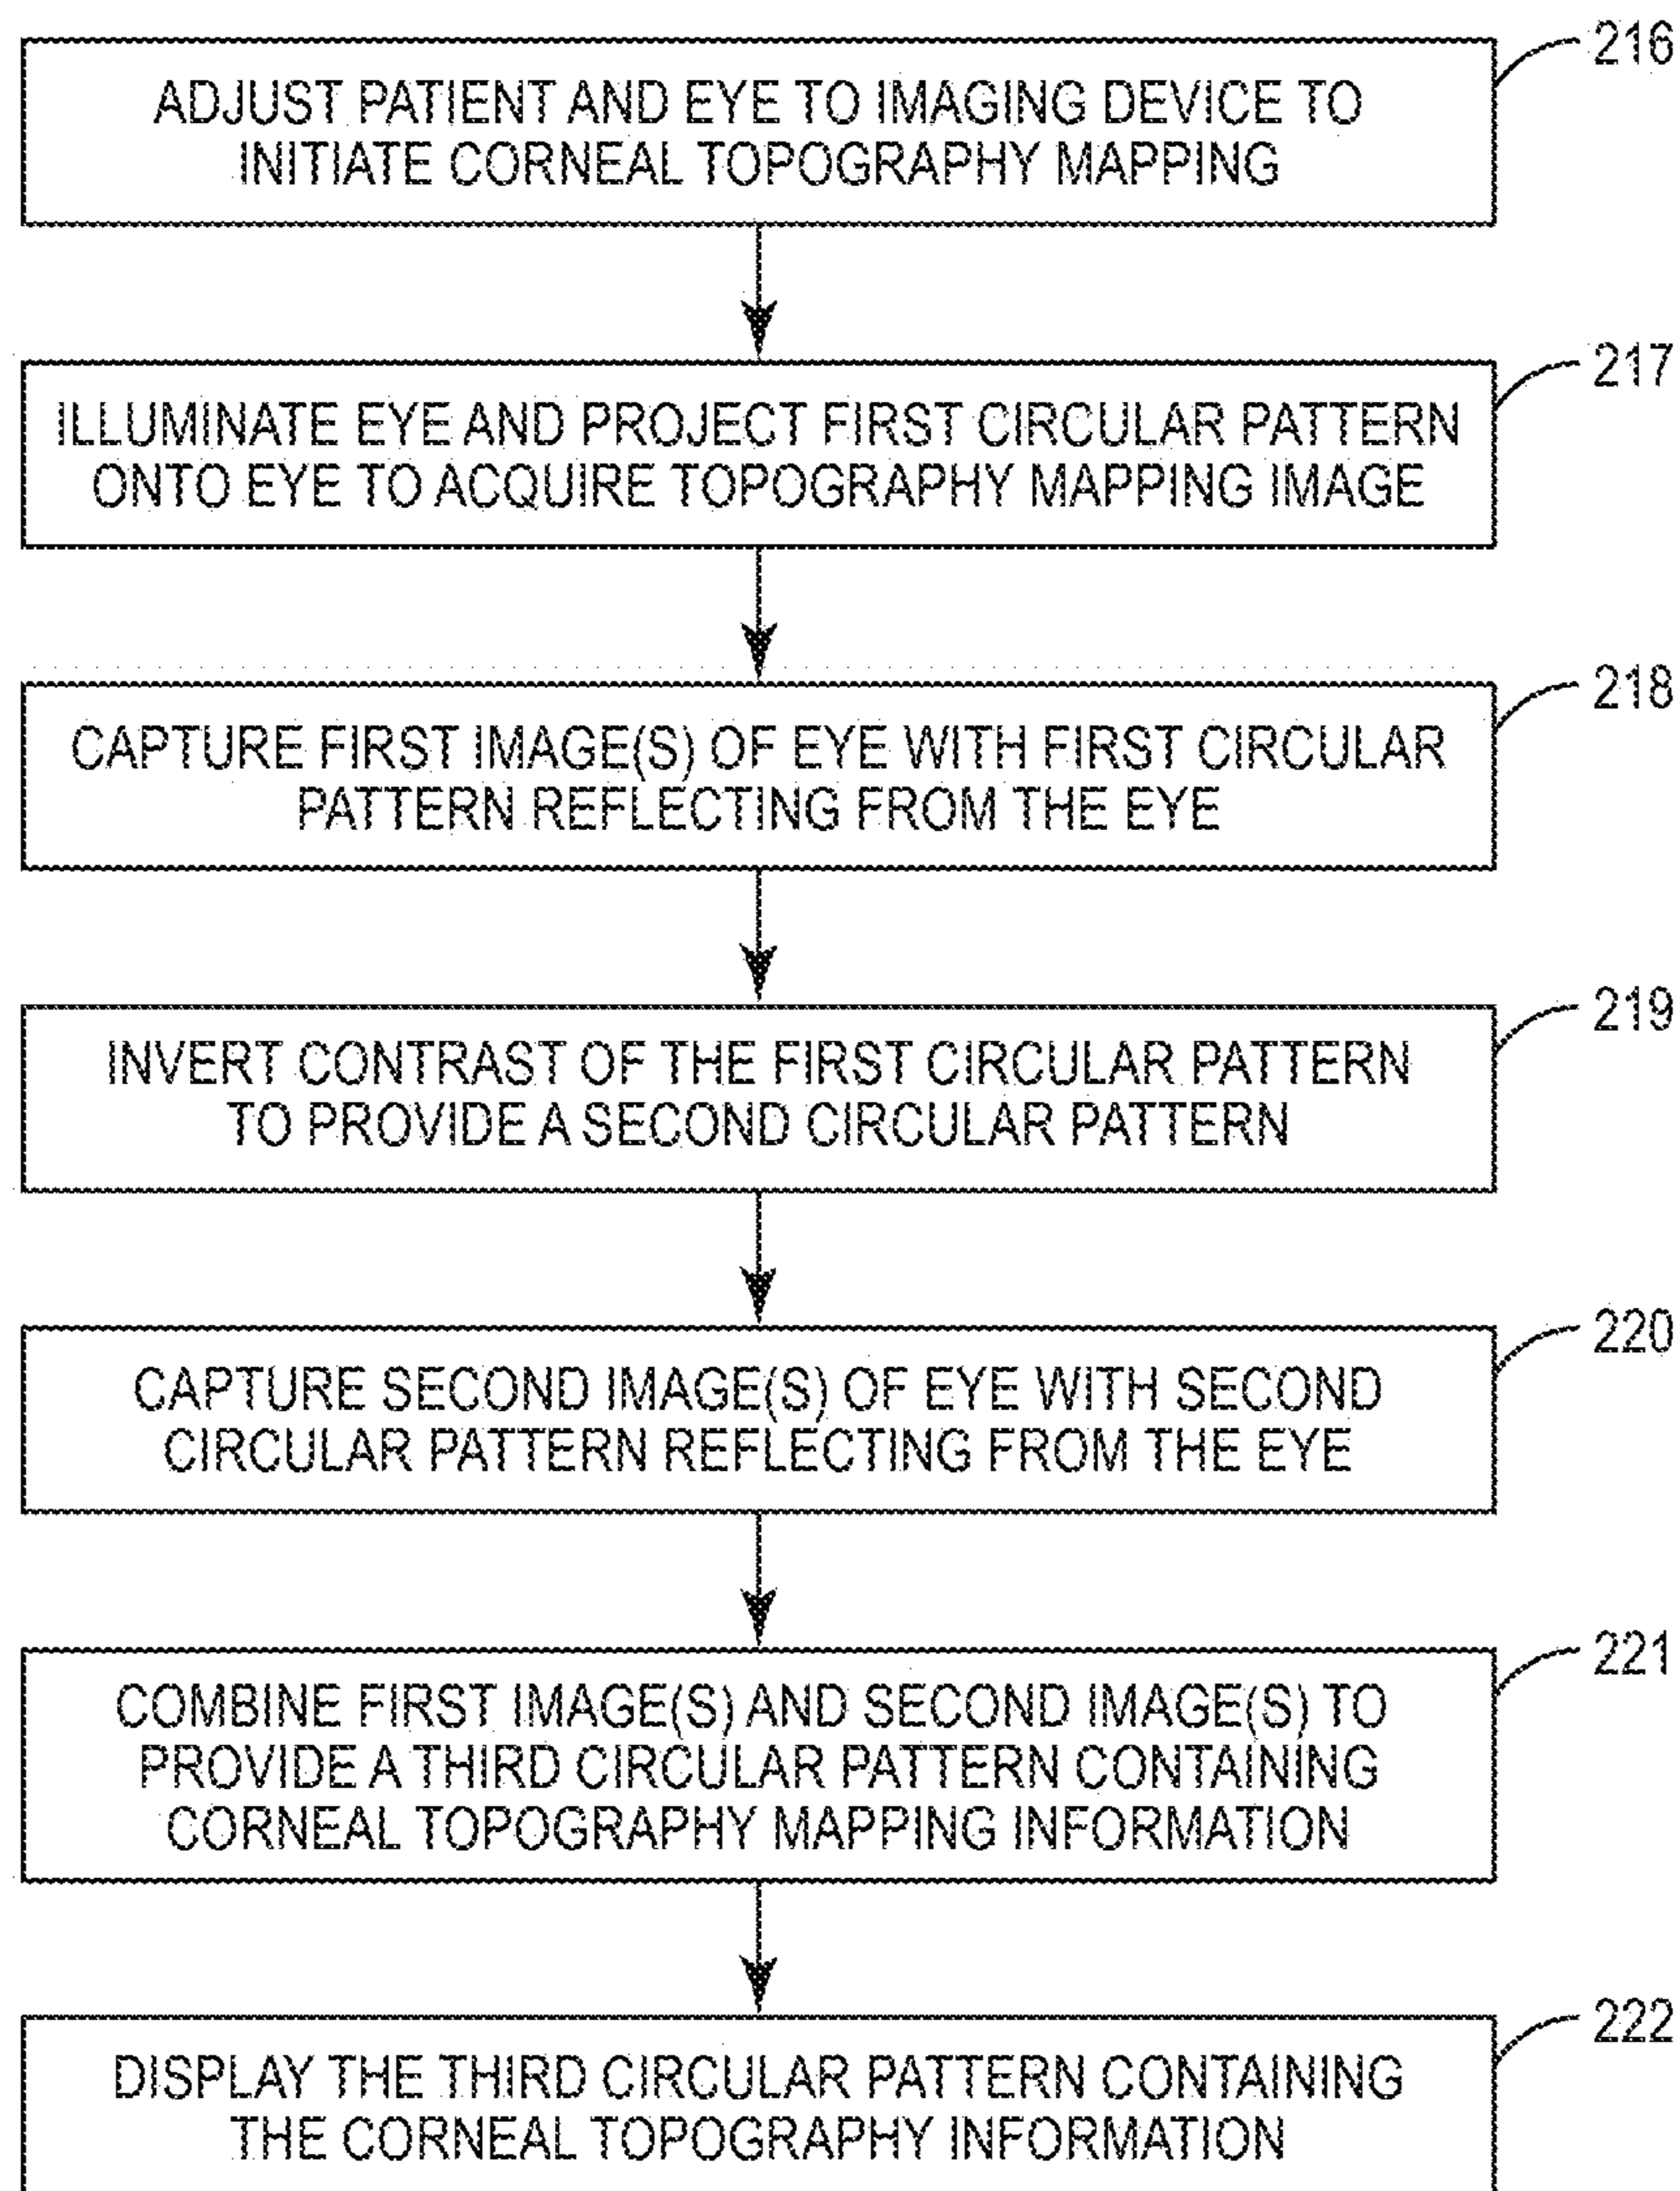 216
ADJUST PATIENT AND EYE TO IMAGING DEVICE TO
INITIATE CORNEAL TOPOGRAPHY MAPPING
217
ILLUMINATE EYE AND PROJECT FIRST CIRCULAR PATTERN
ONTO EYE TO ACQUIRE TOPOGRAPHY MAPPING IMAGE
218
CAPTURE FIRST IMAGE(S) OF EYE WITH FIRST CIRCULAR
PATTERN REFLECTING FROM THE EYE
219
INVERT CONTRAST OF THE FIRST CIRCULAR PATTERN
TO PROVIDE A SECOND CIRCULAR PATTERN
220
CAPTURE SECOND IMAGE(S) OF EYE WITH SECOND
CIRCULAR PATTERN REFLECTING FROM THE EYE
221
COMBINE FIRST IMAGE(S) AND SECOND IMAGE(S) TO
PROVIDE A THIRD CIRCULAR PATTERN CONTAINING
CORNEAL TOPOGRAPHY MAPPING INFORMATION
222
DISPLAY THE THIRD CIRCULAR PATTERN CONTAINING
THE CORNEAL TOPOGRAPHY INFORMATION